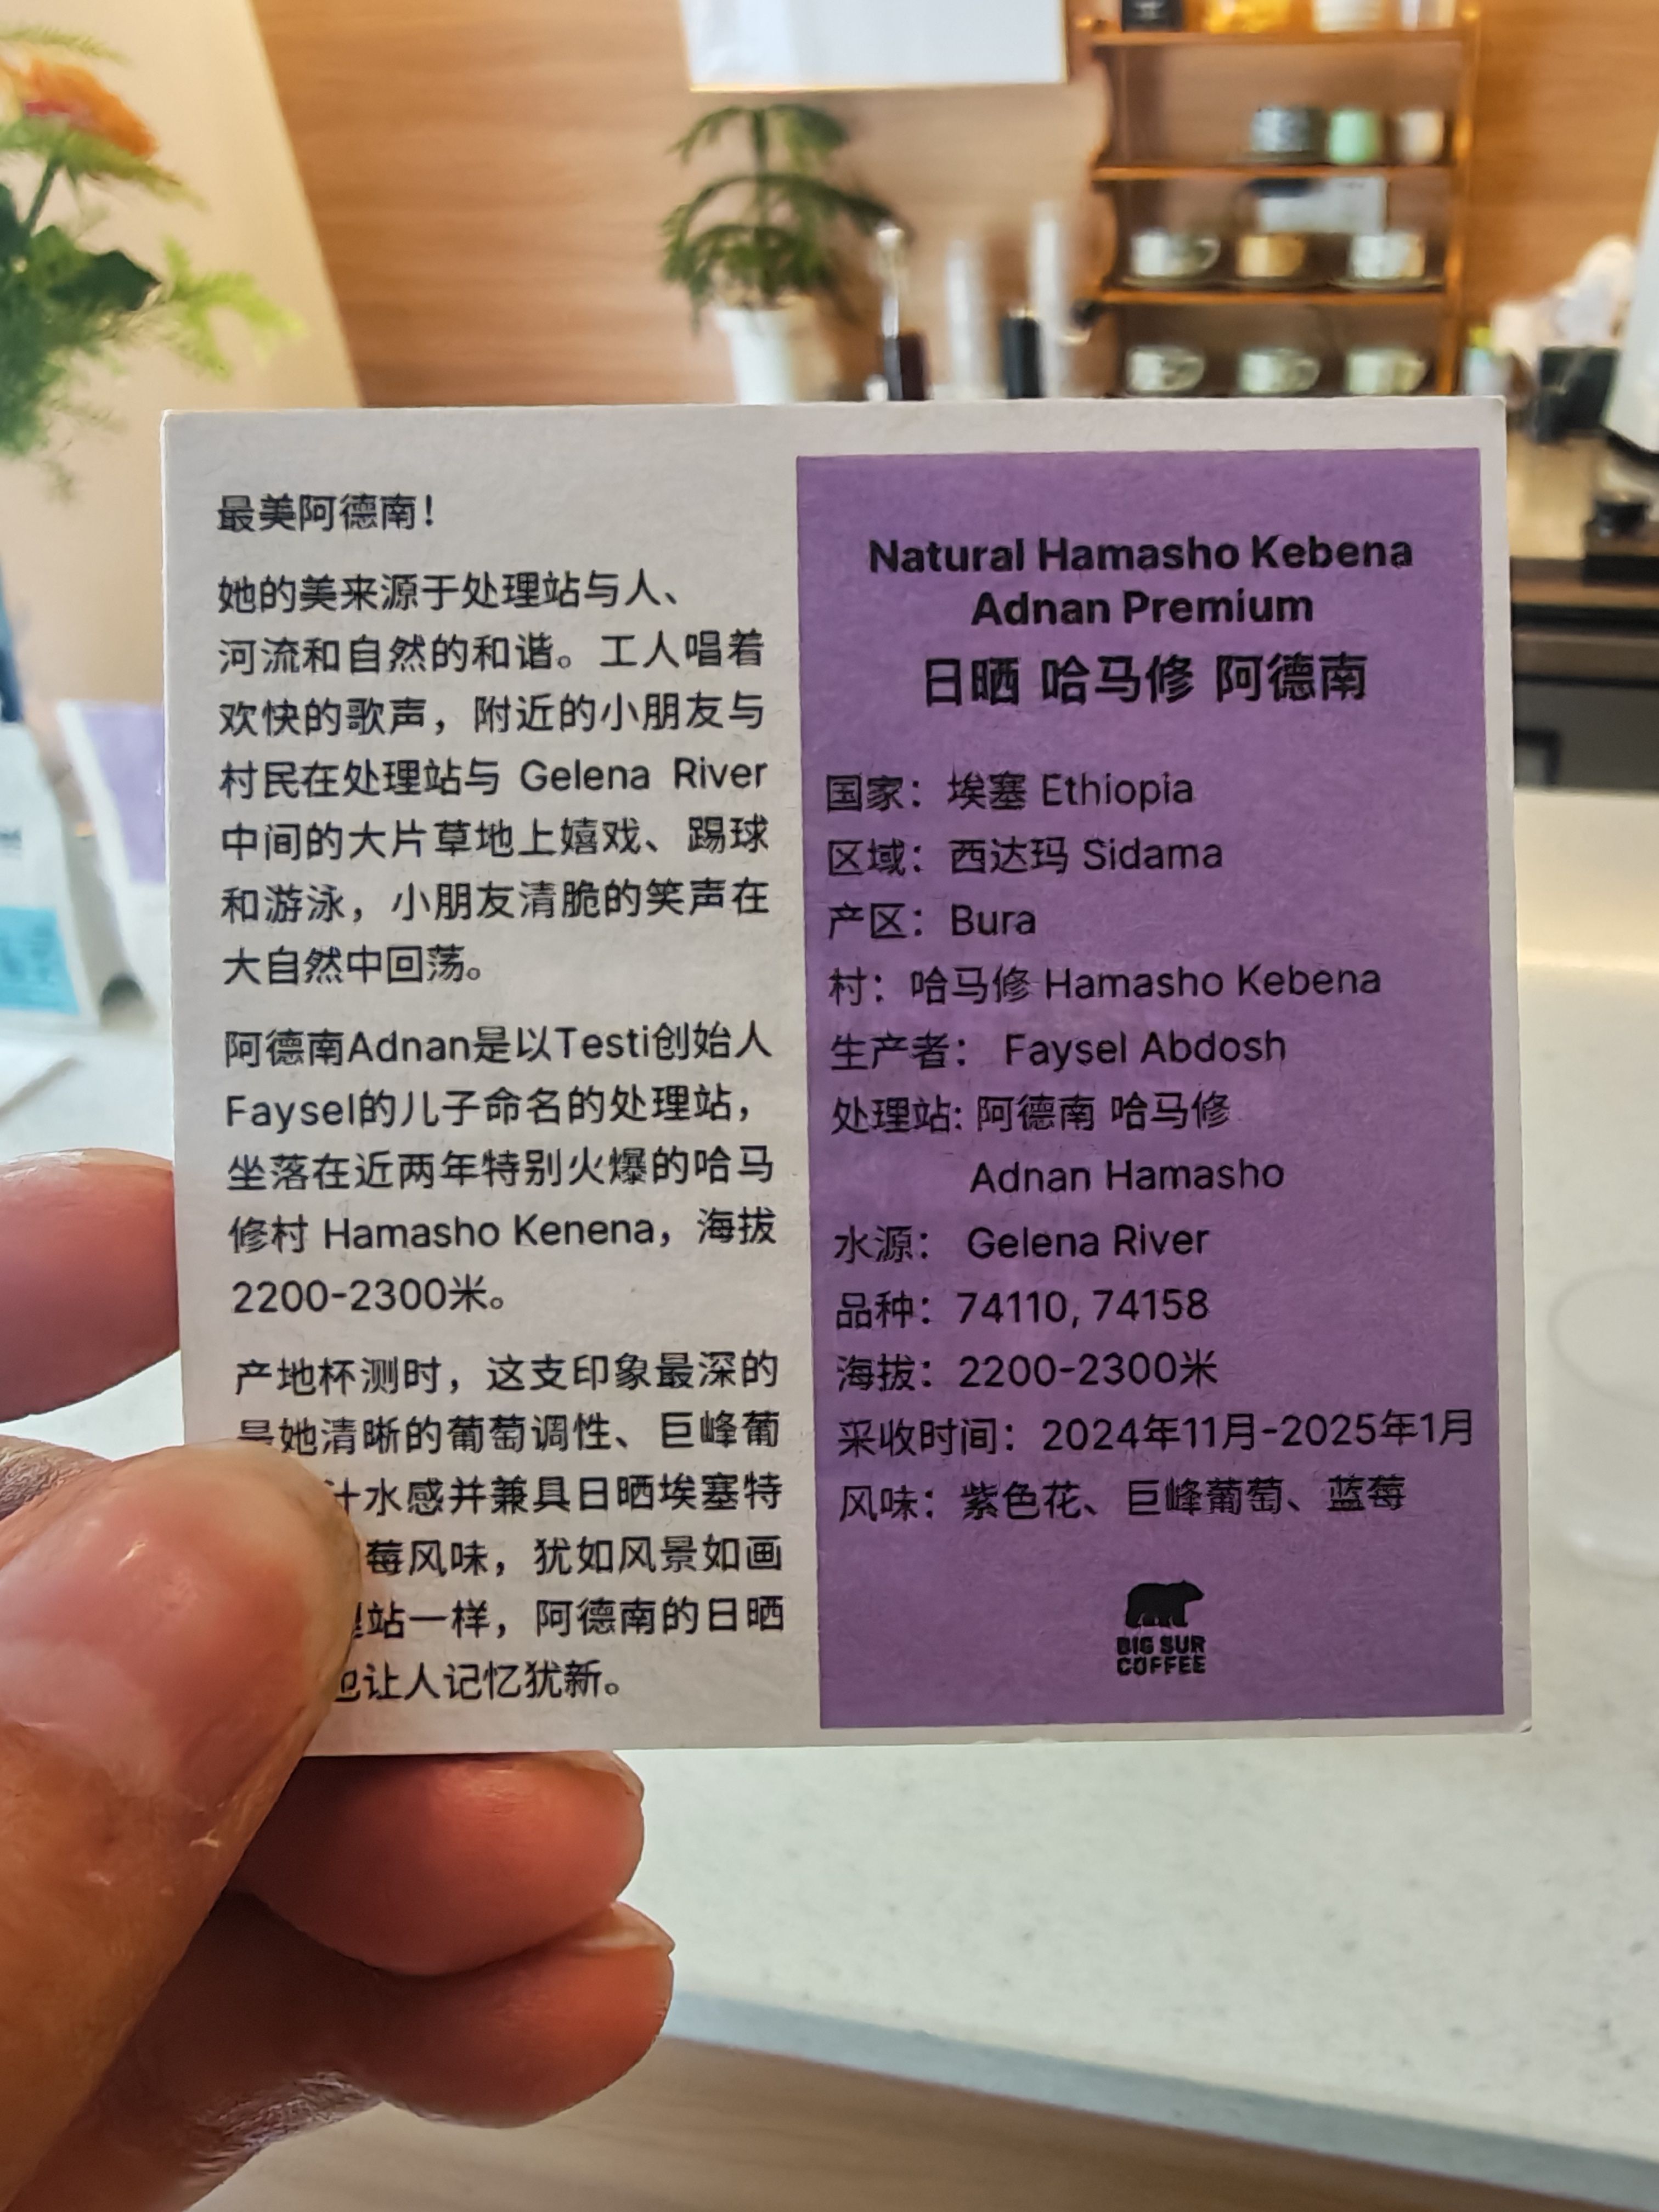 最美阿德南！
她的美来源于处理站与人、
河流和自然的和谐。工人唱着
欢快的歌声，附近的小朋友与
村民在处理站与 Gelena River
中间的大片草地上嬉戏、踢球
和游泳，小朋友清脆的笑声在
大自然中回荡。
阿德南Adnan是以Testi创始人
Faysel的儿子命名的处理站，
坐落在近两年特别火爆的哈马
修村 Hamasho Kenena，海拔
2200-2300米。
产地杯测时，这支印象最深的
是她清晰的葡萄调性、巨峰葡
汁水感并兼具日晒埃塞特
莓风味，犹如风景如画
理站一样，阿德南的日晒
也让人记忆犹新。
Natural Hamasho Kebena
Adnan Premium
日晒 哈马修 阿德南
国家：埃塞 Ethiopia
区域：西达玛 Sidama
产区：Bura
村：哈马修 Hamasho Kebena
生产者： Faysel Abdosh
处理站: 阿德南 哈马修
Adnan Hamasho
水源： Gelena River
品种：74110, 74158
海拔：2200-2300米
采收时间：2024年11月-2025年1月
风味：紫色花、巨峰葡萄、蓝莓
BIG SUR
COFFEE